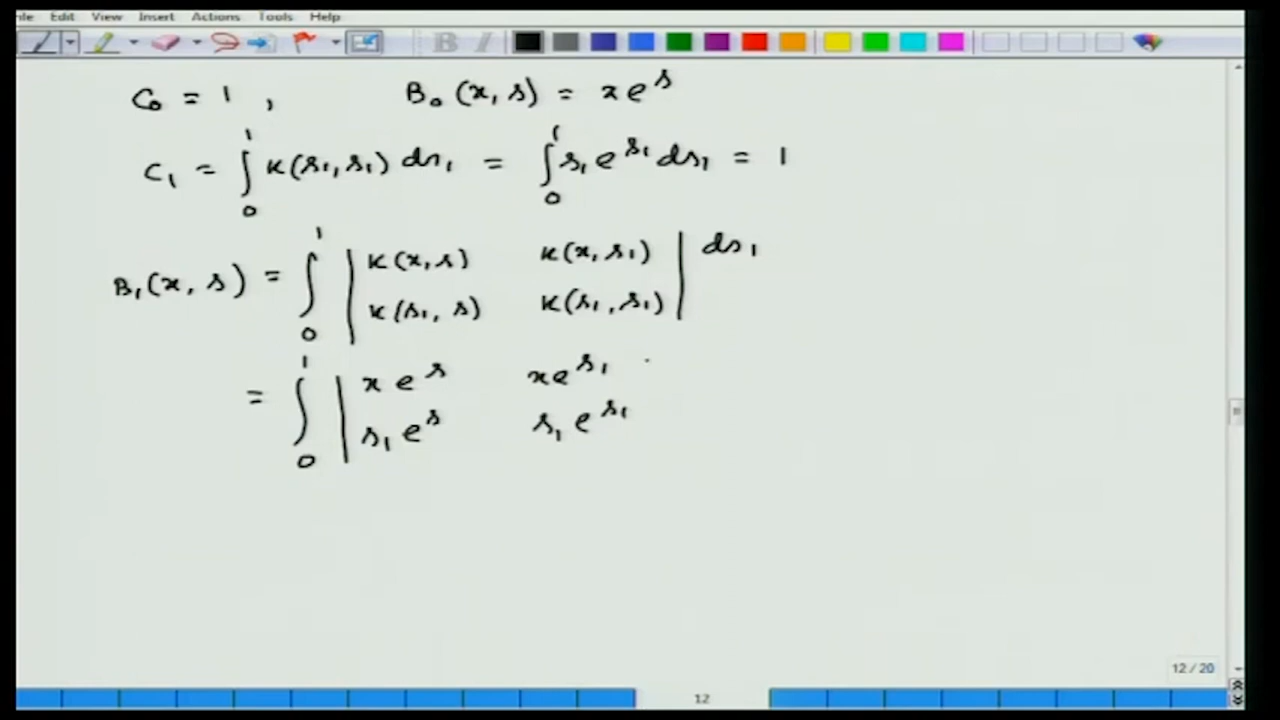 Edit View Insert Actions Tools Help
C₀ = 1 , B₀(x, s) = x e^s
C₁ = ∫₀¹ K(s₁, s₁) ds₁ = ∫₀¹ s₁ e^{s₁} ds₁ = 1
B₁(x, s) = ∫₀¹ | K(x, s) K(x, s₁) | ds₁
| K(s₁, s) K(s₁, s₁) |
= ∫₀¹ | x e^s x e^{s₁}
| s₁ e^s s₁ e^{s₁}
12 / 20
12